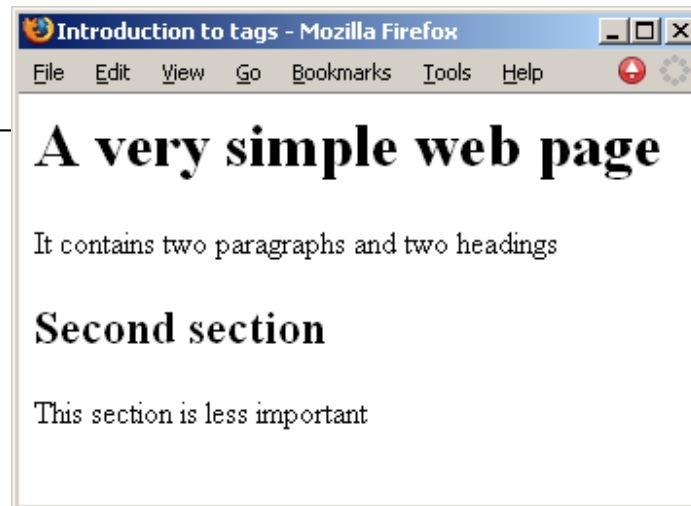 Introduction to tags - Mozilla Firefox
File Edit View Go Bookmarks Tools Help
A very simple web page
It contains two paragraphs and two headings
Second section
This section is less important